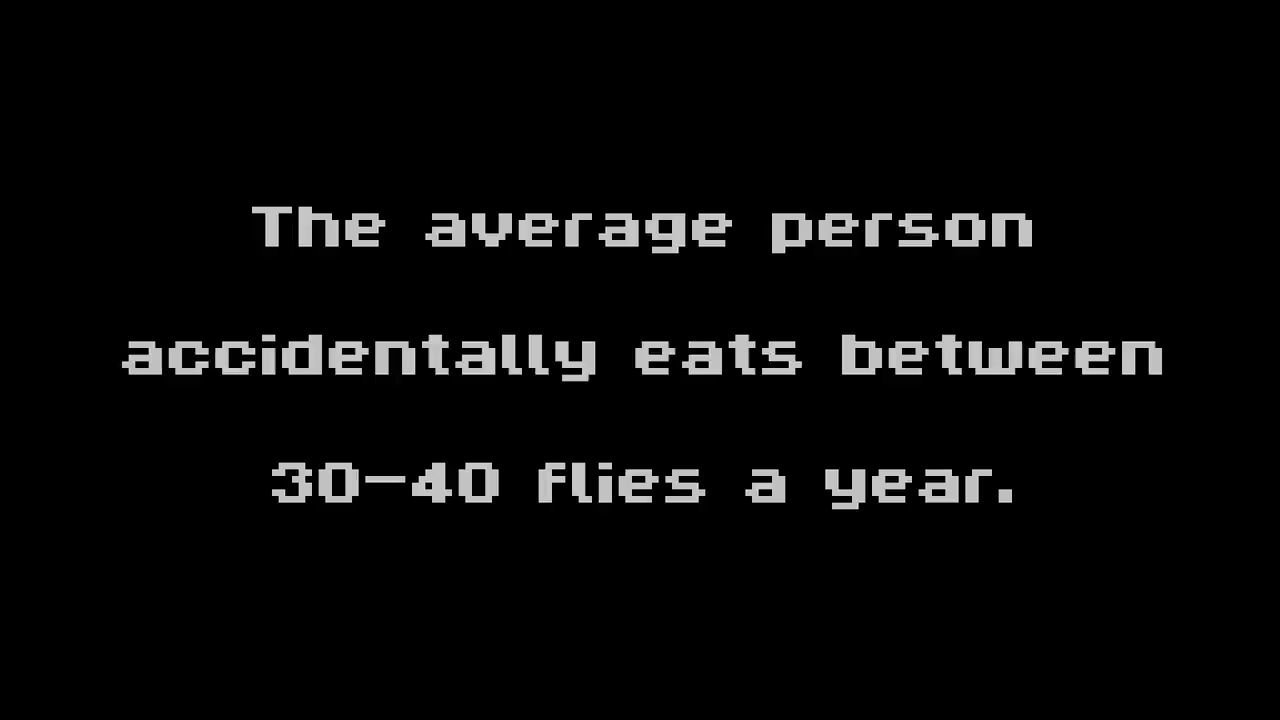 The average person
accidentally eats between
30-40 flies a year.